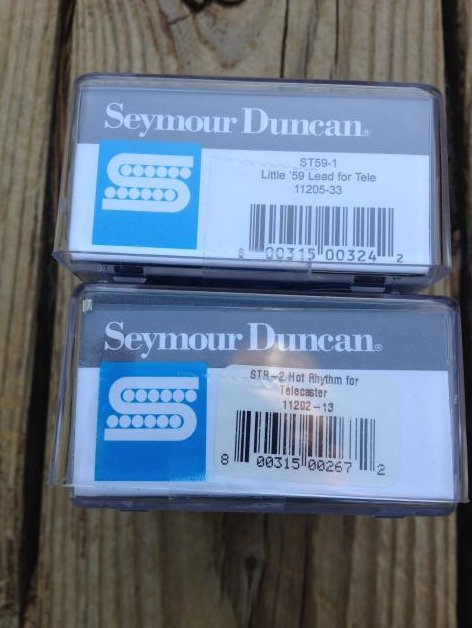 Seymour Duncan®
ST59-1
Little '59 Lead for Tele
11205-33
8 00315 00324 2
Seymour Duncan®
STR-2 Hot Rhythm for
Telecaster
11202-13
8 00315 00267 2